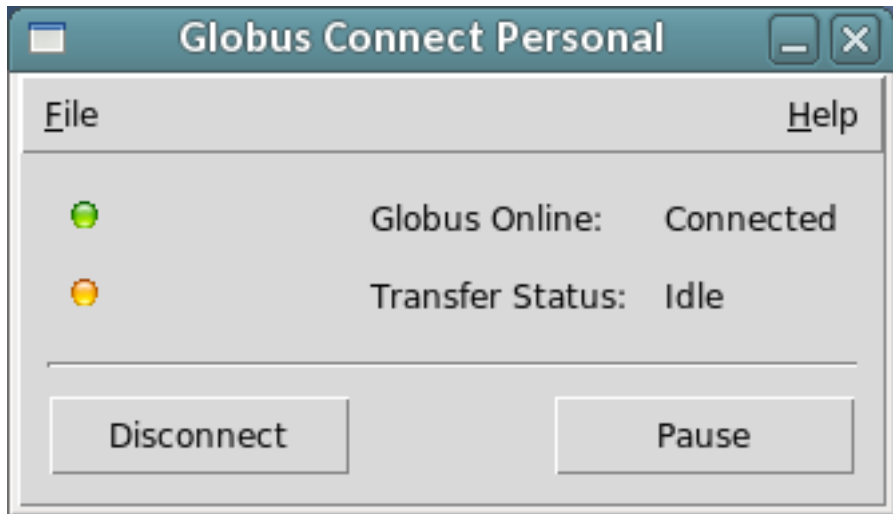 Globus Connect Personal
File Help
Globus Online: Connected
Transfer Status: Idle
Disconnect Pause